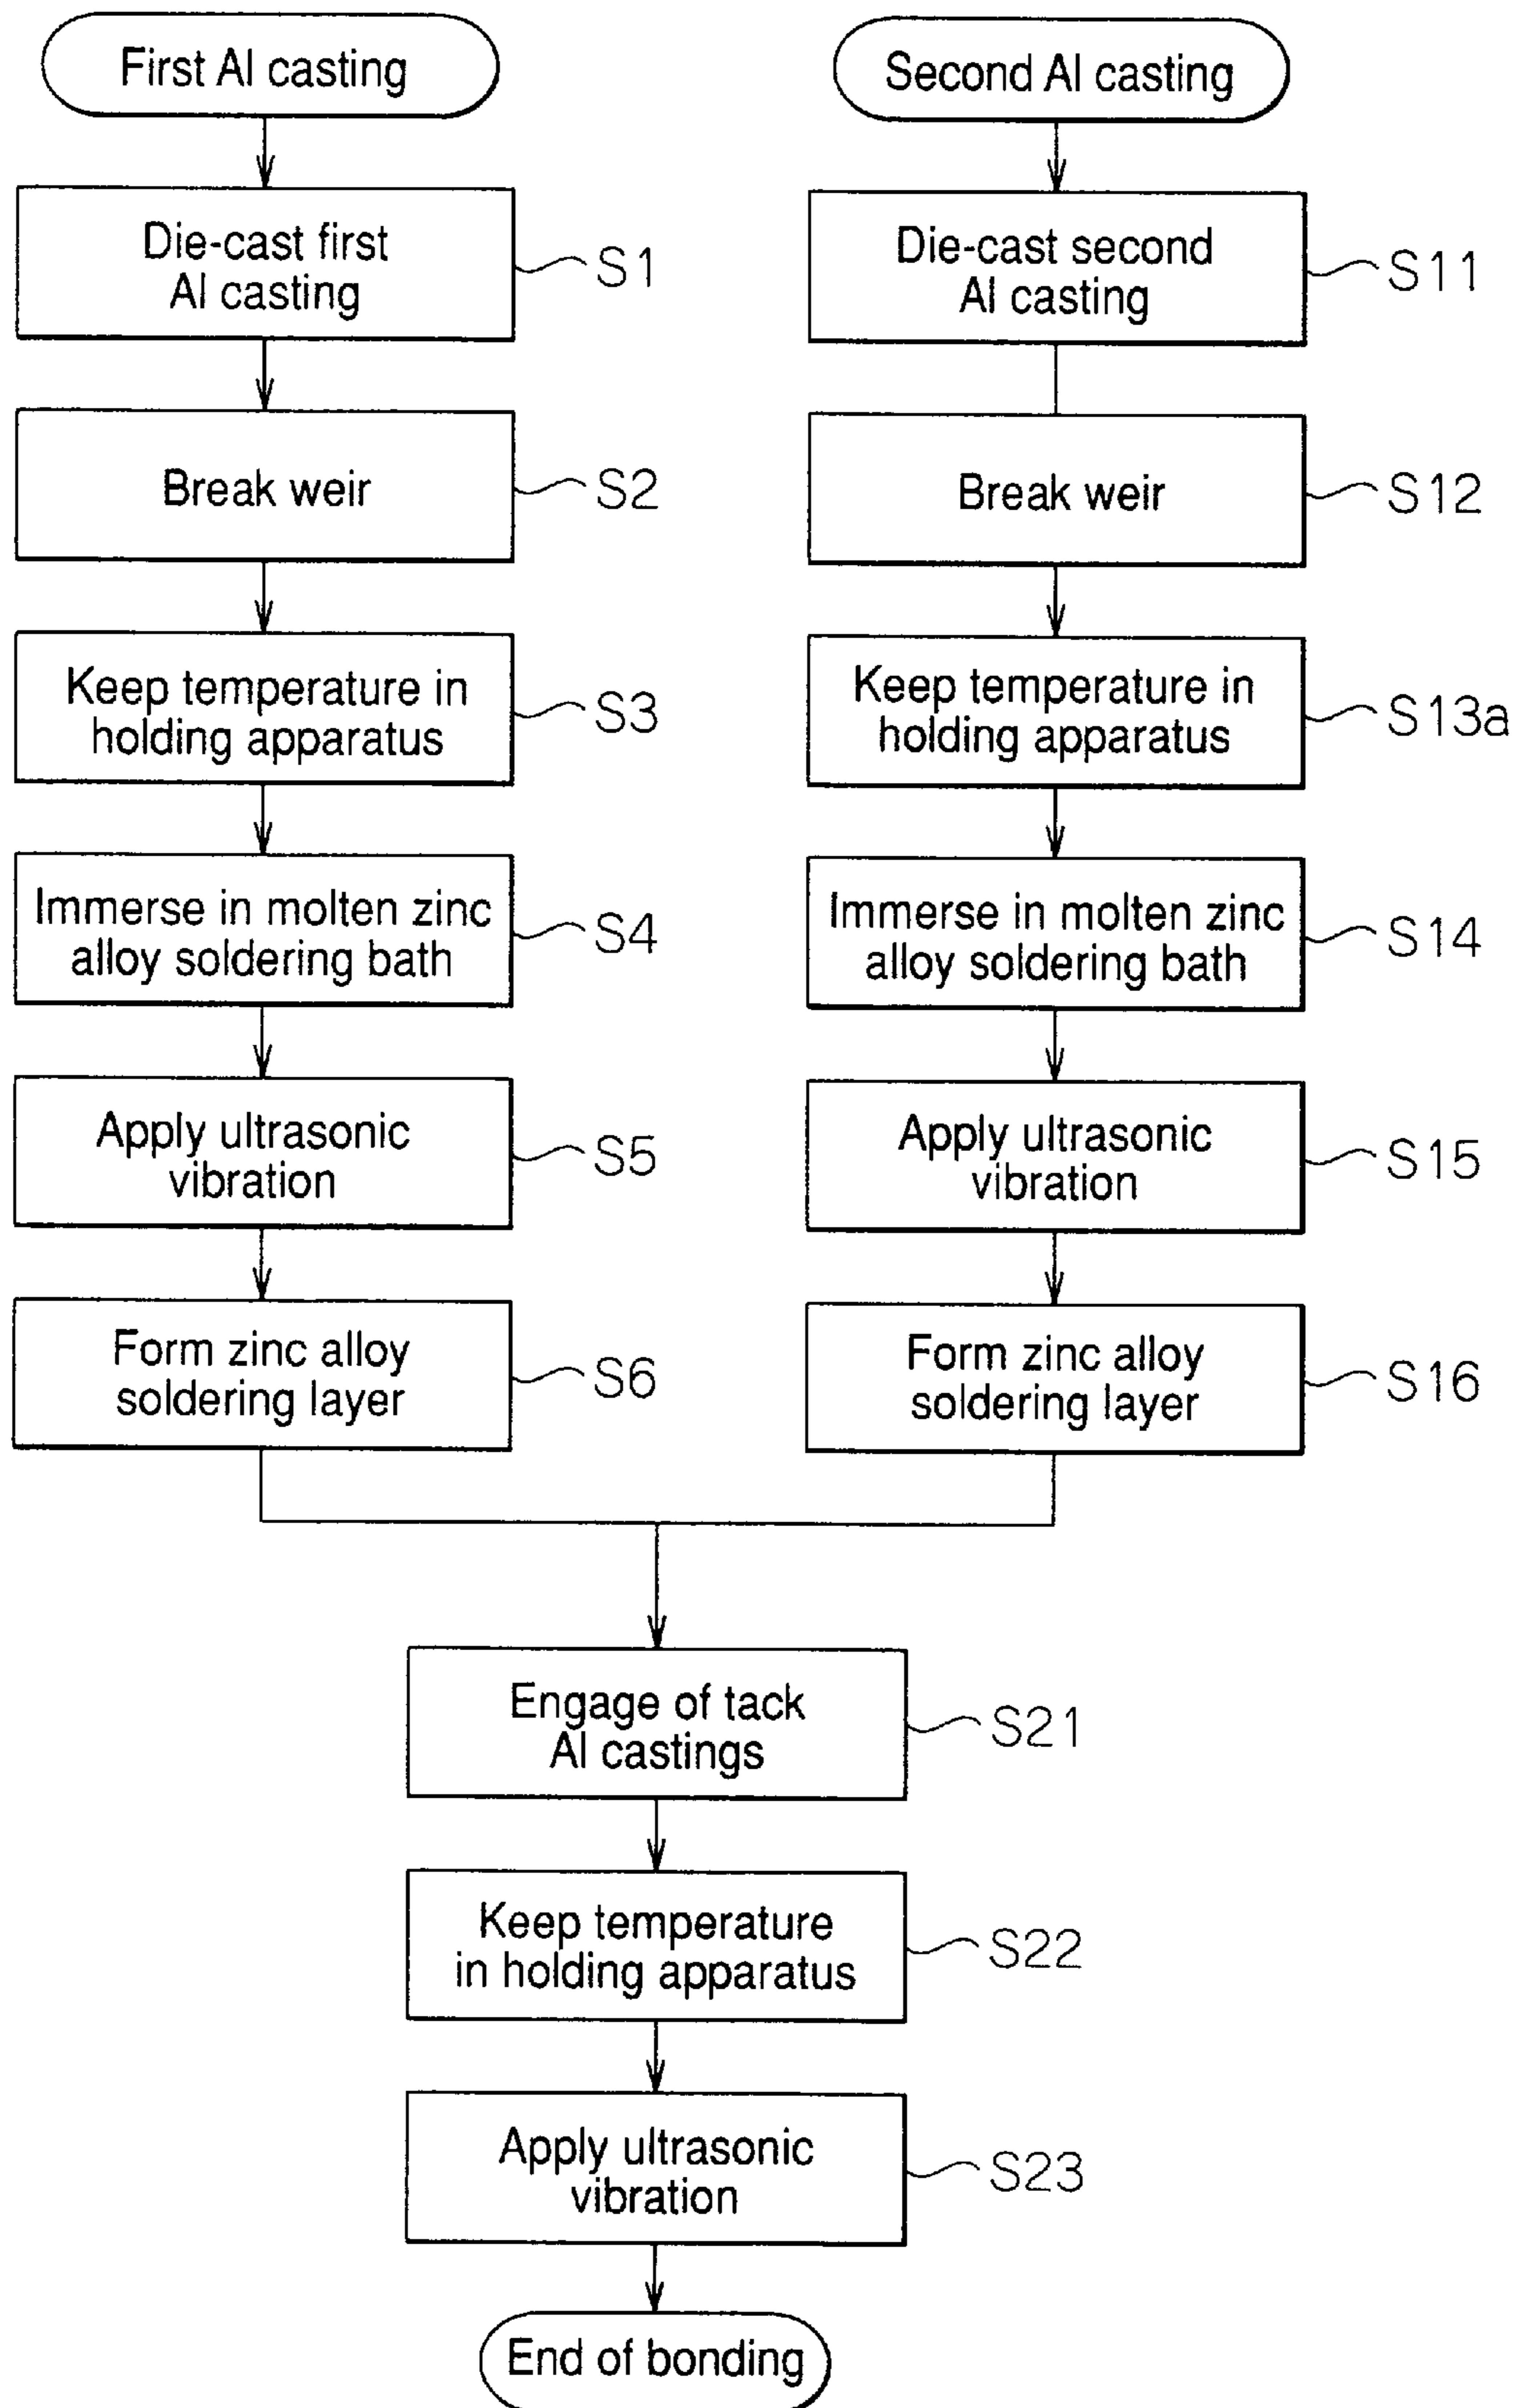 First Al casting
Die-cast first
Al casting
S1
Break weir
S2
Keep temperature in
holding apparatus
S3
Immerse in molten zinc
alloy soldering bath
S4
Apply ultrasonic
vibration
S5
Form zinc alloy
soldering layer
S6
Second Al casting
Die-cast second
Al casting
S11
Break weir
S12
Keep temperature in
holding apparatus
S13a
Immerse in molten zinc
alloy soldering bath
S14
Apply ultrasonic
vibration
S15
Form zinc alloy
soldering layer
S16
Engage of tack
Al castings
S21
Keep temperature
in holding apparatus
S22
Apply ultrasonic
vibration
S23
End of bonding